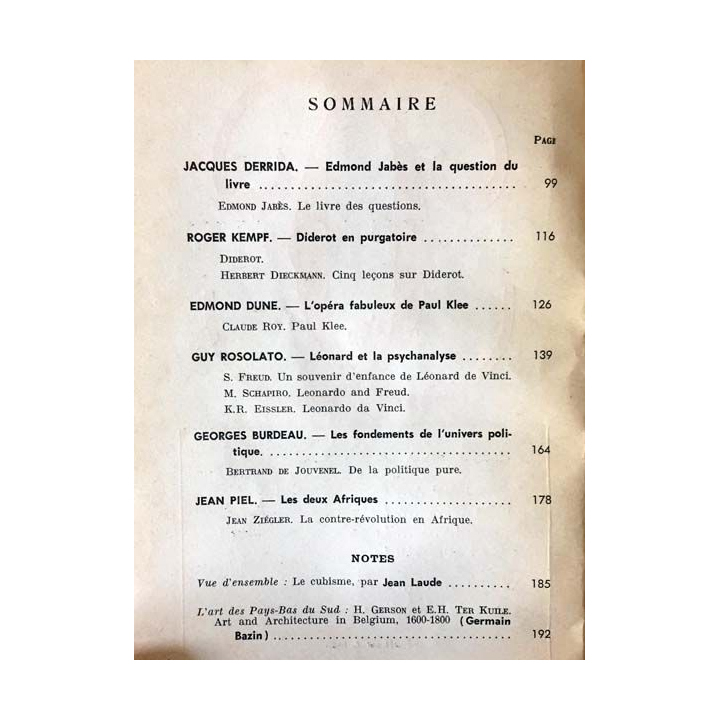 SOMMAIRE
PAGE
JACQUES DERRIDA. — Edmond Jabès et la question du
livre ........................................ 99
EDMOND JABÈS. Le livre des questions.
ROGER KEMPF. — Diderot en purgatoire .............. 116
DIDEROT.
HERBERT DIECKMANN. Cinq leçons sur Diderot.
EDMOND DUNE. — L'opéra fabuleux de Paul Klee ...... 126
CLAUDE ROY. Paul Klee.
GUY ROSOLATO. — Léonard et la psychanalyse ........ 139
S. FREUD. Un souvenir d'enfance de Léonard de Vinci.
M. SCHAPIRO. Leonardo and Freud.
K.R. EISSLER. Leonardo da Vinci.
GEORGES BURDEAU. — Les fondements de l'univers poli-
tique. ...................................... 164
BERTRAND DE JOUVENEL. De la politique pure.
JEAN PIEL. — Les deux Afriques .................... 178
JEAN ZIÉGLER. La contre-révolution en Afrique.
NOTES
Vue d'ensemble : Le cubisme, par Jean Laude .......... 185
L'art des Pays-Bas du Sud : H. GERSON et E.H. TER KUILE.
Art and Architecture in Belgium, 1600-1800 (Germain
Bazin) ...................................... 192